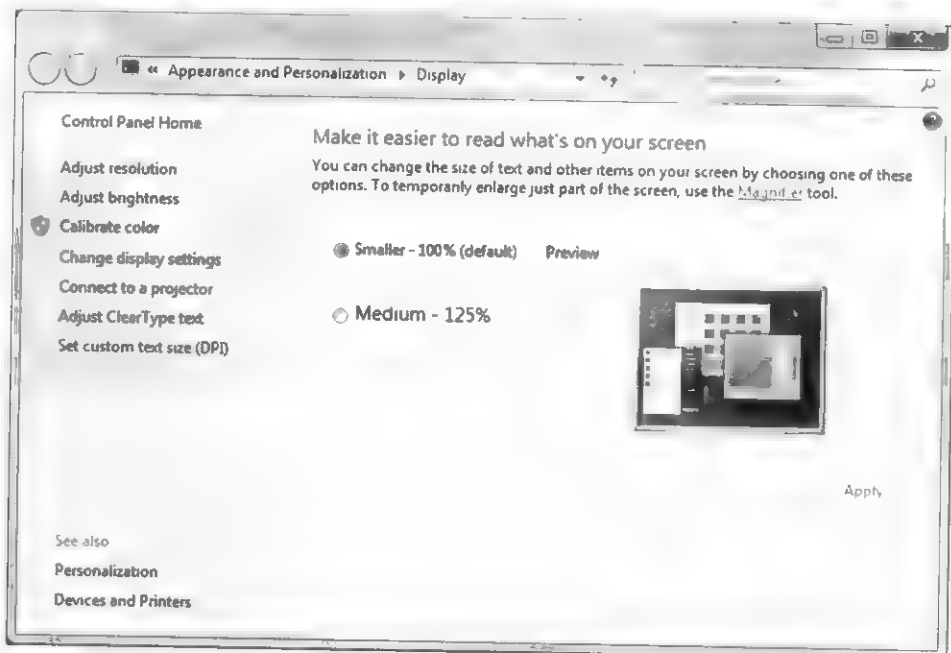 « Appearance and Personalization ▸ Display
Control Panel Home
Adjust resolution
Adjust brightness
Calibrate color
Change display settings
Connect to a projector
Adjust ClearType text
Set custom text size (DPI)
See also
Personalization
Devices and Printers
Make it easier to read what's on your screen
You can change the size of text and other items on your screen by choosing one of these
options. To temporarily enlarge just part of the screen, use the Magnifier tool.
Smaller - 100% (default) Preview
Medium - 125%
Apply